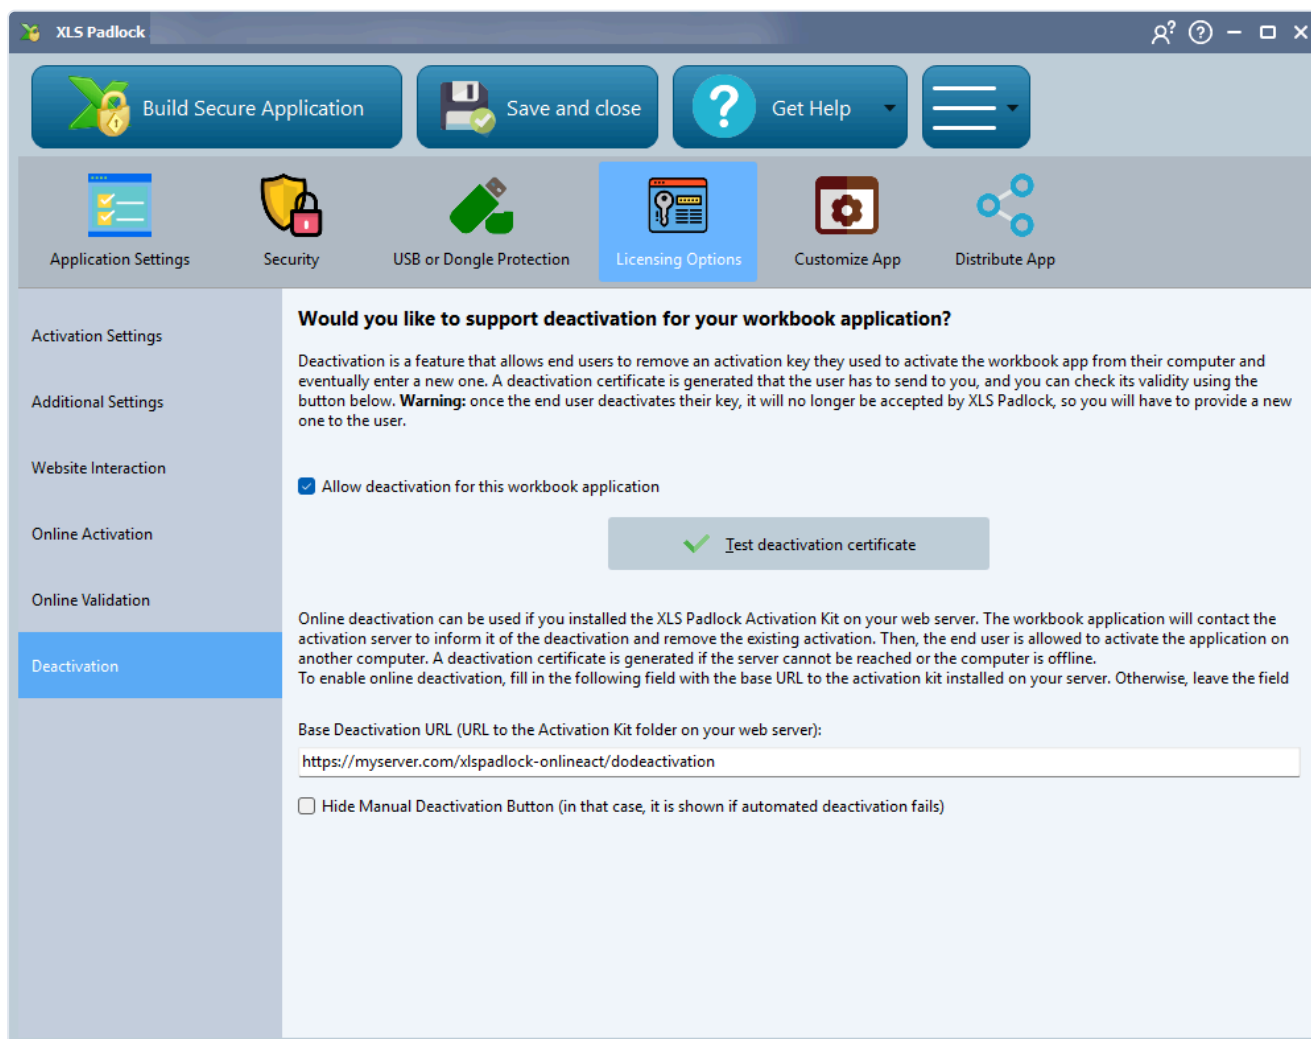 XLS Padlock
Build Secure Application
Save and close
Get Help
Application Settings
Security
USB or Dongle Protection
Licensing Options
Customize App
Distribute App
Activation Settings
Additional Settings
Website Interaction
Online Activation
Online Validation
Deactivation
Would you like to support deactivation for your workbook application?
Deactivation is a feature that allows end users to remove an activation key they used to activate the workbook app from their computer and
eventually enter a new one. A deactivation certificate is generated that the user has to send to you, and you can check its validity using the
button below. Warning: once the end user deactivates their key, it will no longer be accepted by XLS Padlock, so you will have to provide a new
one to the user.
Allow deactivation for this workbook application
Test deactivation certificate
Online deactivation can be used if you installed the XLS Padlock Activation Kit on your web server. The workbook application will contact the
activation server to inform it of the deactivation and remove the existing activation. Then, the end user is allowed to activate the application on
another computer. A deactivation certificate is generated if the server cannot be reached or the computer is offline.
To enable online deactivation, fill in the following field with the base URL to the activation kit installed on your server. Otherwise, leave the field
Base Deactivation URL (URL to the Activation Kit folder on your web server):
https://myserver.com/xlspadlock-onlineact/dodeactivation
Hide Manual Deactivation Button (in that case, it is shown if automated deactivation fails)